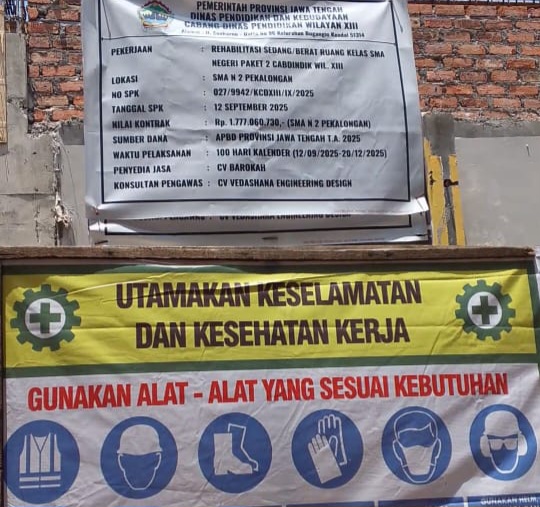 PEMERINTAH PROVINSI JAWA TENGAH
DINAS PENDIDIKAN DAN KEBUDAYAAN
CABANG DINAS PENDIDIKAN WILAYAH XIII
PEKERJAAN : REHABILITASI SEDANG/BERAT RUANG KELAS SMA
NEGERI PAKET 2 CABDINDIK WIL. XIII
LOKASI : SMA N 2 PEKALONGAN
NO SPK : 027/9942/KCDXIII/IX/2025
TANGGAL SPK : 12 SEPTEMBER 2025
NILAI KONTRAK : Rp. 1.777.060.730,- (SMA N 2 PEKALONGAN)
SUMBER DANA : APBD PROVINSI JAWA TENGAH T.A. 2025
WAKTU PELAKSANAAN : 100 HARI KALENDER (12/09/2025-20/12/2025)
PENYEDIA JASA : CV BAROKAH
KONSULTAN PENGAWAS : CV VEDASHANA ENGINEERING DESIGN
UTAMAKAN KESELAMATAN
DAN KESEHATAN KERJA
GUNAKAN ALAT - ALAT YANG SESUAI KEBUTUHAN